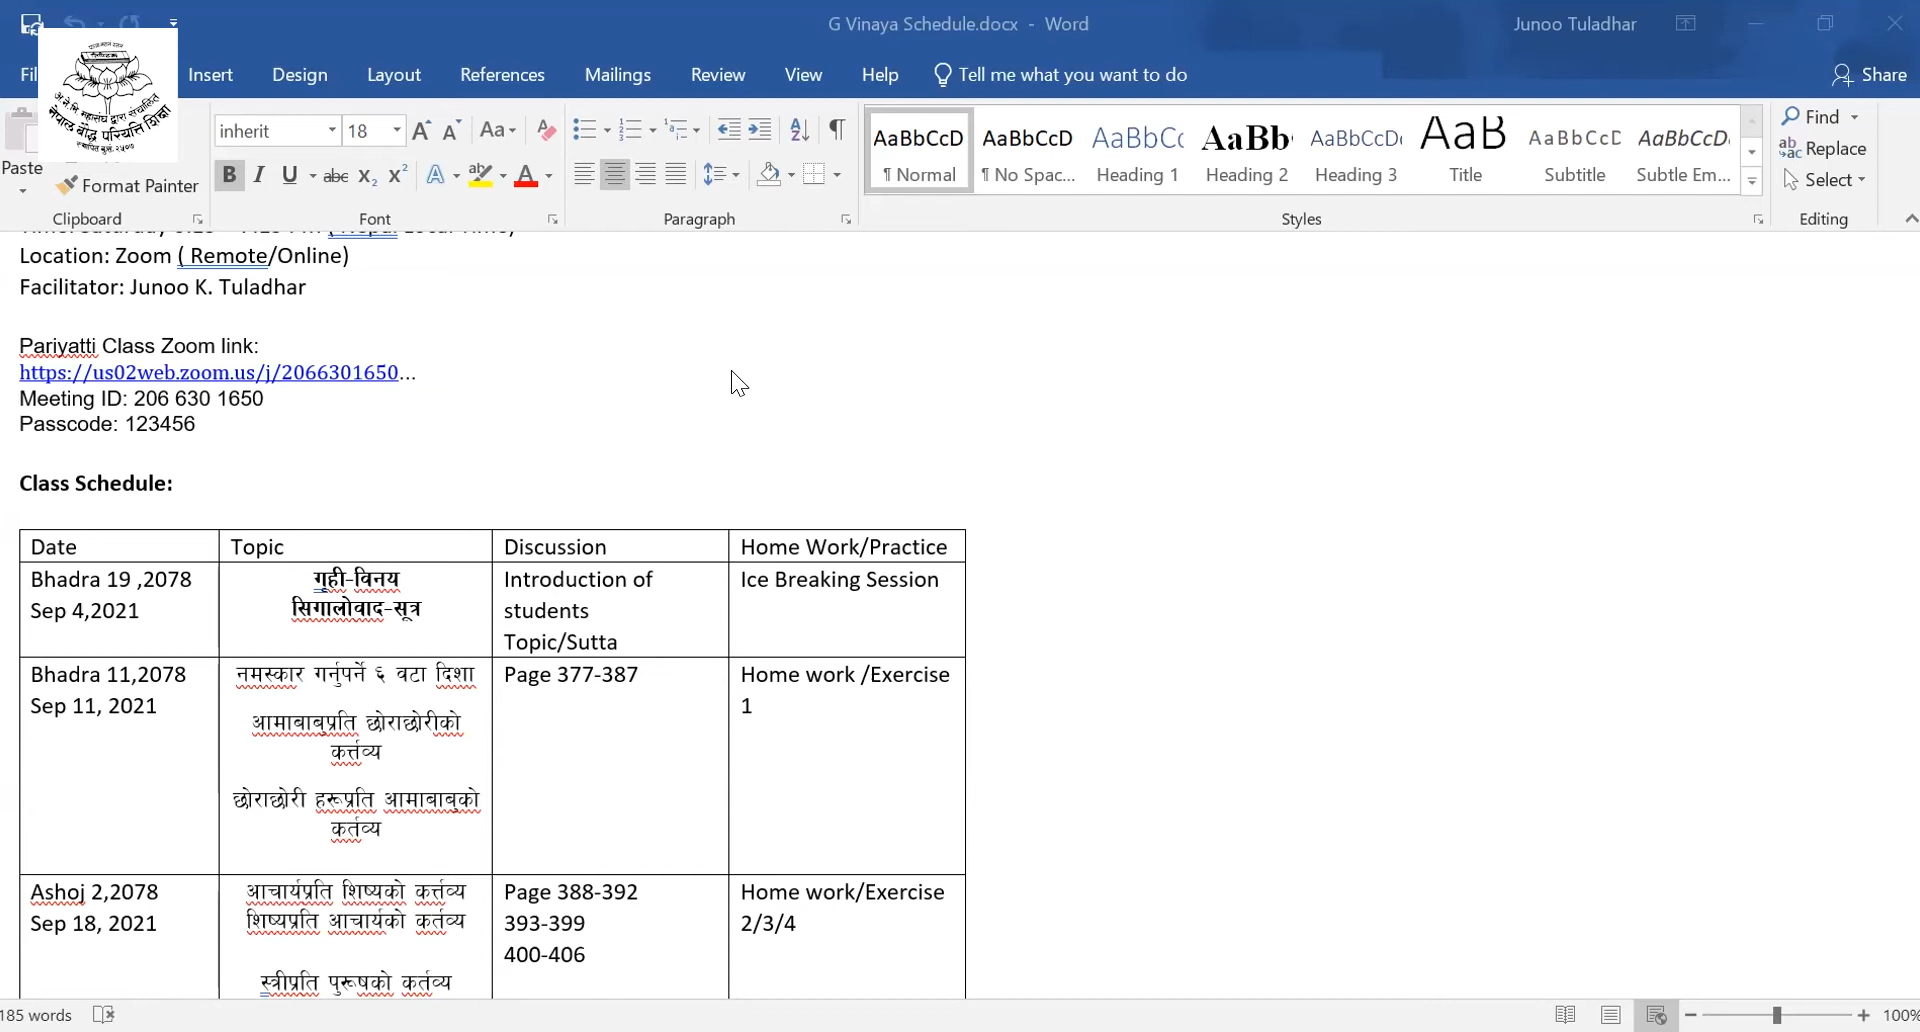 G Vinaya Schedule.docx - Word
Junoo Tuladhar
Insert Design Layout References Mailings Review View Help Tell me what you want to do
Share
अ.ने.भि. महासंघ द्वारा संचालित
नेपाल बौद्ध परियत्ति शिक्षा
Paste
Format Painter
inherit 18
AaBbCcD AaBbCcD AaBbCc AaBb AaBbCcD AaB AaBbCcD AaBbCcD
¶ Normal ¶ No Spac... Heading 1 Heading 2 Heading 3 Title Subtitle Subtle Em...
Find
Replace
Select
Clipboard Font Paragraph Styles Editing
Location: Zoom ( Remote/Online)
Facilitator: Junoo K. Tuladhar
Pariyatti Class Zoom link:
https://us02web.zoom.us/j/2066301650...
Meeting ID: 206 630 1650
Passcode: 123456
Class Schedule:
Date Topic Discussion Home Work/Practice
Bhadra 19 ,2078
Sep 4,2021
गृही-विनय
सिगालोवाद-सूत्र
Introduction of
students
Topic/Sutta
Ice Breaking Session
Bhadra 11,2078
Sep 11, 2021
नमस्कार गर्नुपर्ने ६ वटा दिशा
आमाबाबुप्रति छोराछोरीको
कर्त्तव्य
छोराछोरी हरूप्रति आमाबाबुको
कर्तव्य
Page 377-387
Home work /Exercise
1
Ashoj 2,2078
Sep 18, 2021
आचार्यप्रति शिष्यको कर्त्तव्य
शिष्यप्रति आचार्यको कर्तव्य
स्त्रीप्रति पुरूषको कर्तव्य
Page 388-392
393-399
400-406
Home work/Exercise
2/3/4
185 words
100%